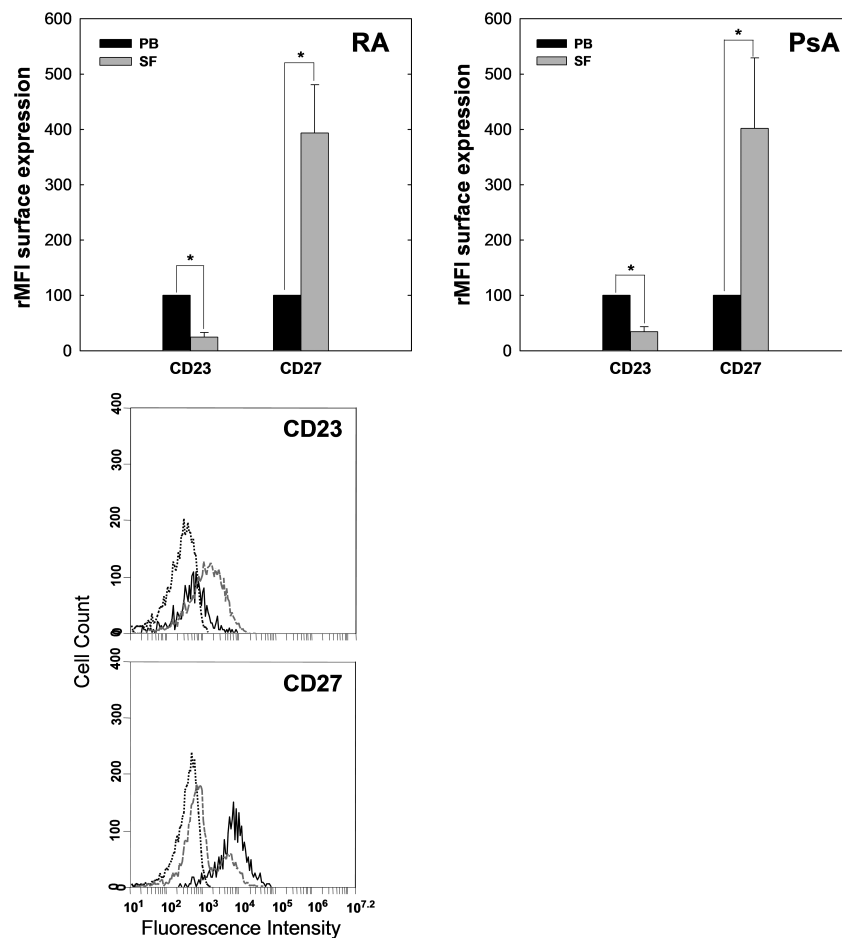 600
500
400
300
200
100
0
rMFI surface expression
PB
SF
RA
*
*
CD23
CD27
600
500
400
300
200
100
0
rMFI surface expression
PB
SF
PsA
*
*
CD23
CD27
400
300
200
100
0
CD23
Cell Count
400
300
200
100
0
CD27
10¹ 10² 10³ 10⁴ 10⁵ 10⁶ 10⁷·²
Fluorescence Intensity